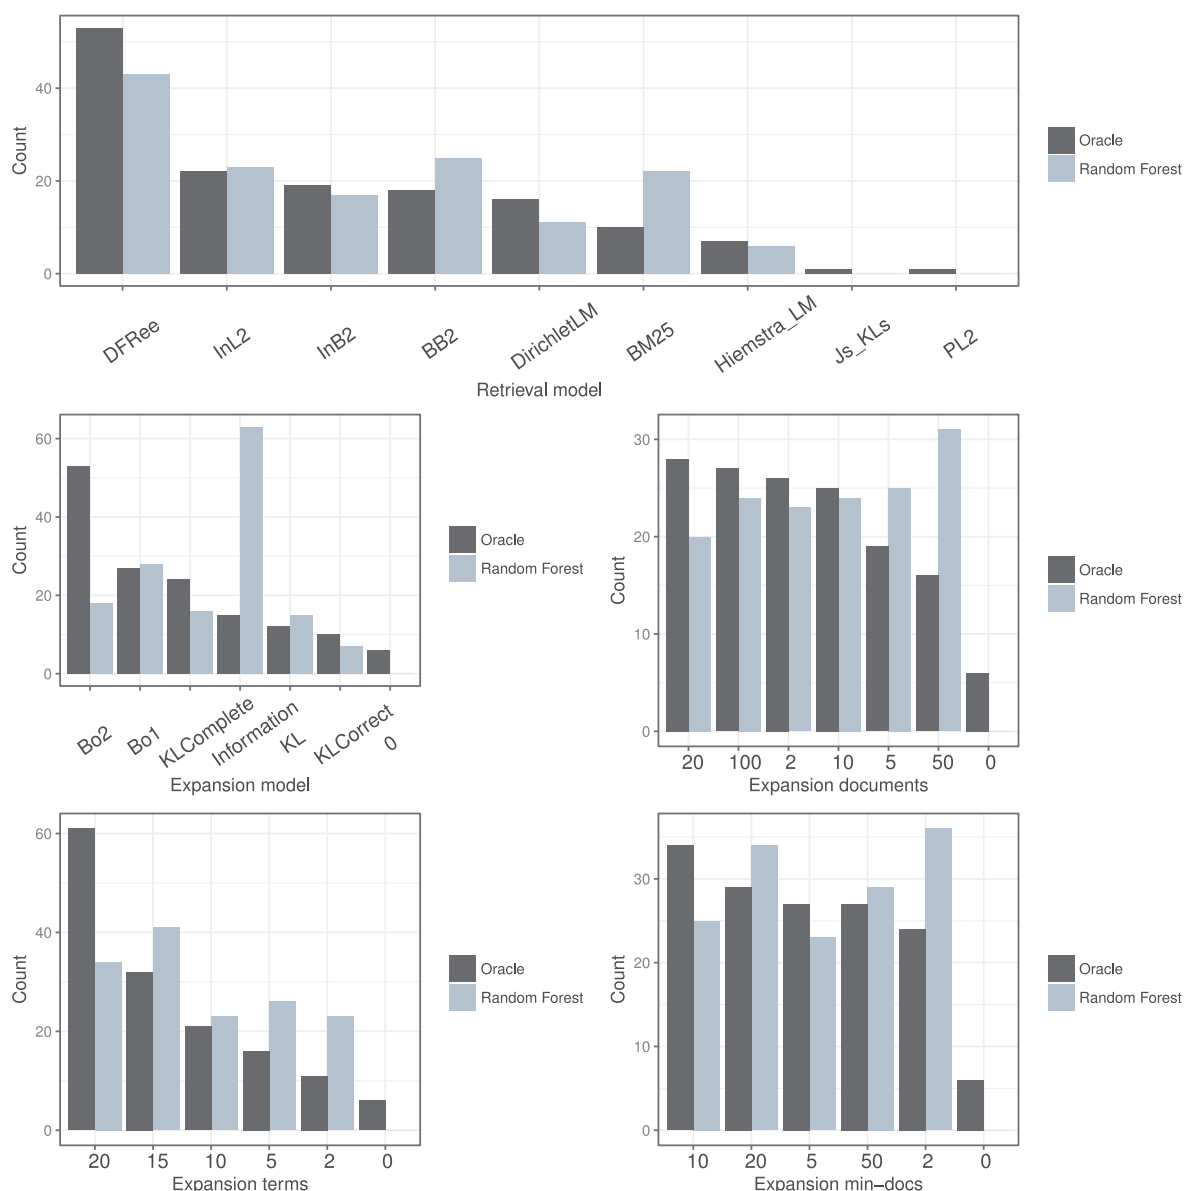 Count
40
20
0
Oracle
Random Forest
DFRee
InL2
InB2
BB2
DirichletLM
BM25
Hiemstra_LM
Js_KLs
PL2
Retrieval model
Count
60
40
20
0
Oracle
Random Forest
Bo2
Bo1
KLComplete
Information
KL
KLCorrect
0
Expansion model
Count
30
20
10
0
Oracle
Random Forest
20 100 2 10 5 50 0
Expansion documents
Count
60
40
20
0
Oracle
Random Forest
20 15 10 5 2 0
Expansion terms
Count
30
20
10
0
Oracle
Random Forest
10 20 5 50 2 0
Expansion min−docs